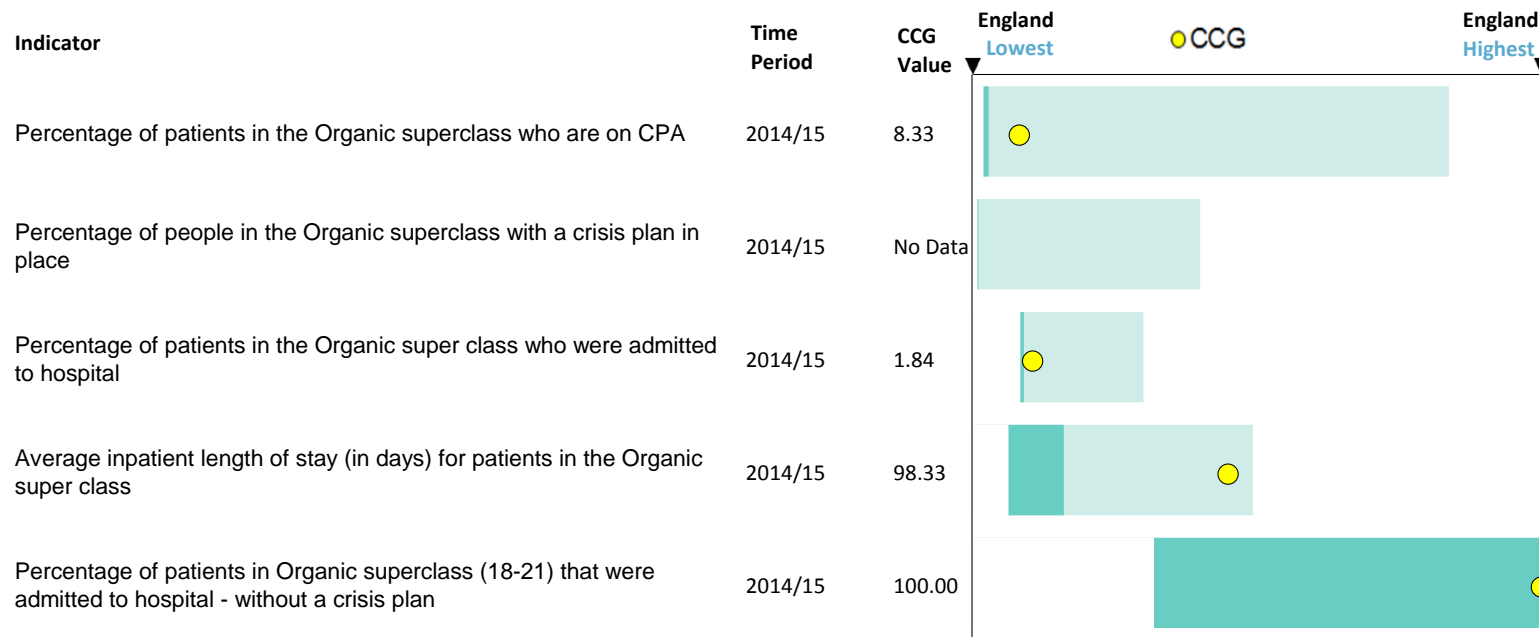 Indicator
Time
Period
CCG
Value
England
Lowest
CCG
England
Highest
Percentage of patients in the Organic superclass who are on CPA
2014/15
8.33
Percentage of people in the Organic superclass with a crisis plan in
place
2014/15
No Data
Percentage of patients in the Organic super class who were admitted
to hospital
2014/15
1.84
Average inpatient length of stay (in days) for patients in the Organic
super class
2014/15
98.33
Percentage of patients in Organic superclass (18-21) that were
admitted to hospital - without a crisis plan
2014/15
100.00